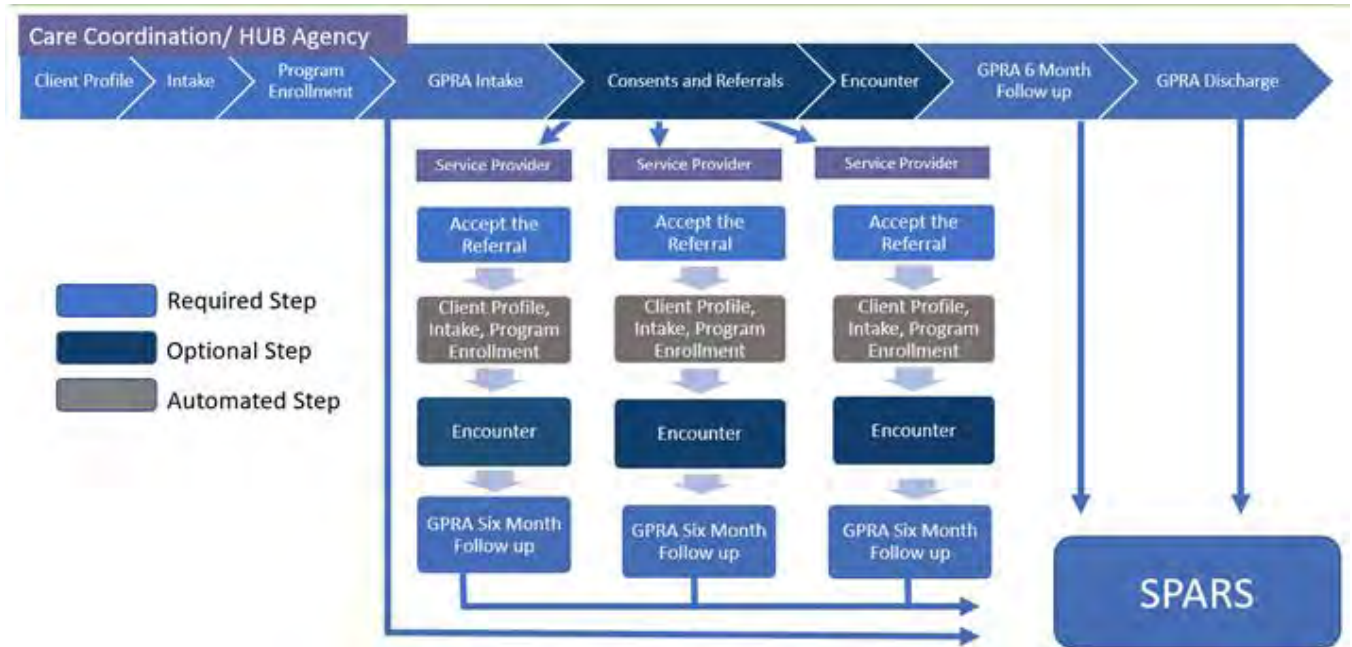 Care Coordination/ HUB Agency
Client Profile
Intake
Program
Enrollment
GPRA Intake
Consents and Referrals
Encounter
GPRA 6 Month
Follow up
GPRA Discharge
Service Provider
Service Provider
Service Provider
Accept the
Referral
Accept the
Referral
Accept the
Referral
Client Profile,
Intake, Program
Enrollment
Client Profile,
Intake, Program
Enrollment
Client Profile,
Intake, Program
Enrollment
Encounter
Encounter
Encounter
GPRA Six Month
Follow up
GPRA Six Month
Follow up
GPRA Six Month
Follow up
Required Step
Optional Step
Automated Step
SPARS